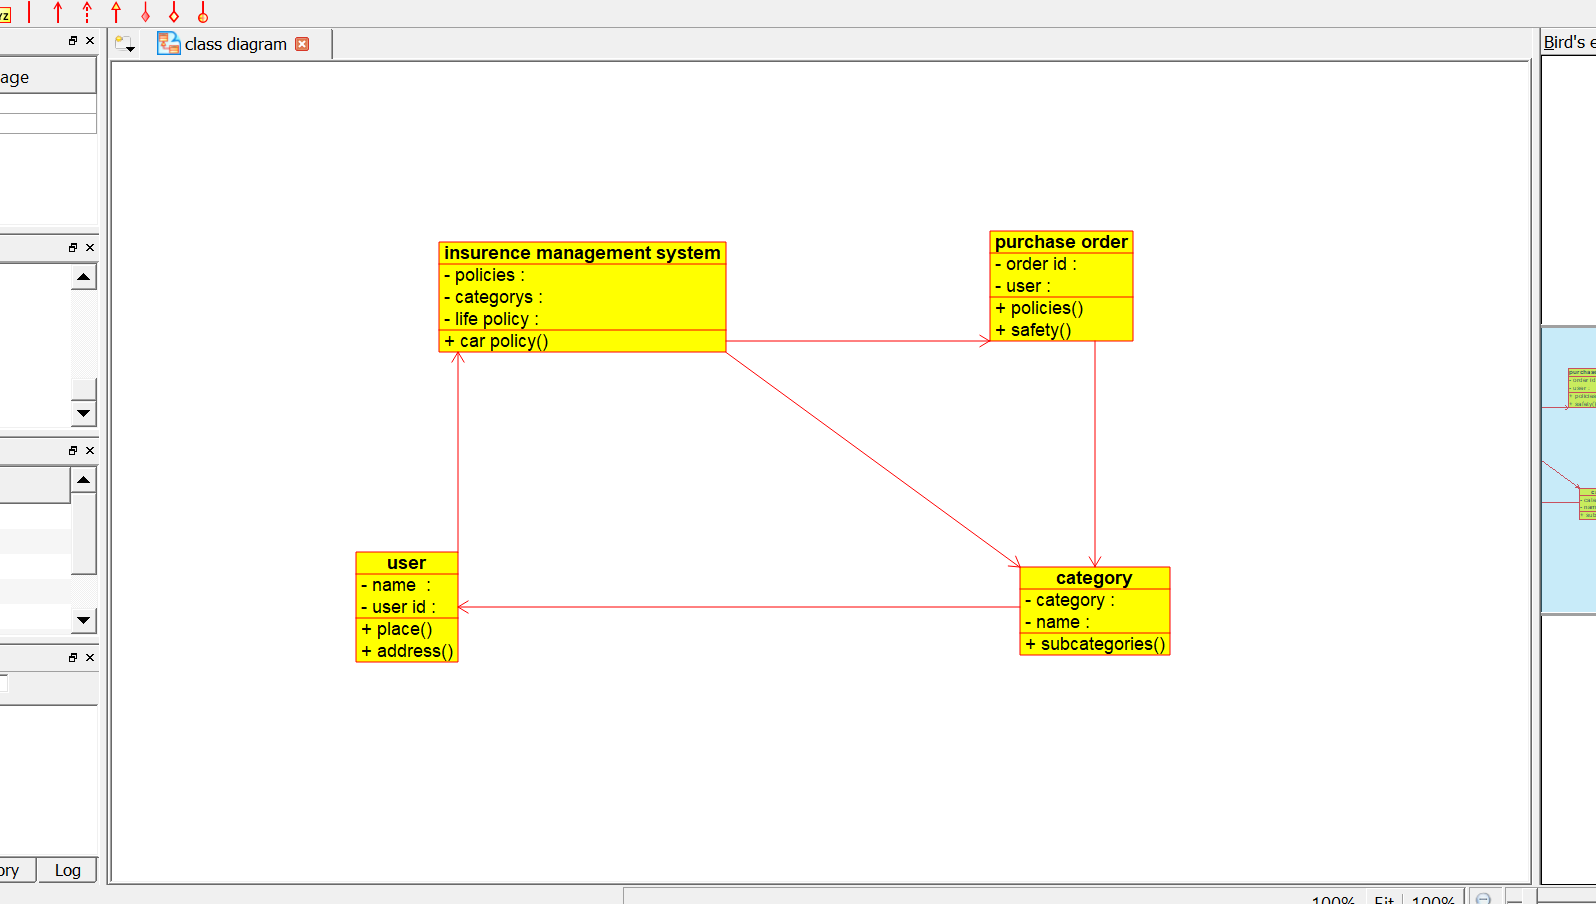 YZ
class diagram
Bird's e
age
insurence management system
- policies :
- categorys :
- life policy :
+ car policy()
purchase order
- order id :
- user :
+ policies()
+ safety()
user
- name  :
- user id :
+ place()
+ address()
category
- category :
- name :
+ subcategories()
ory
Log
100%
Fit
100%